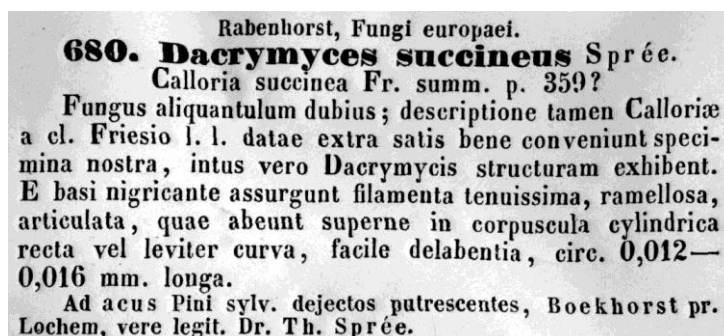 Rabenhorst, Fungi europaei.
680. Dacrymyces succineus Sprée.
Calloria succinea Fr. summ. p. 359?
Fungus aliquantulum dubius; descriptione tamen Calloriæ
a cl. Friesio l. l. datae extra satis bene conveniunt speci-
mina nostra, intus vero Dacrymycis structuram exhibent.
E basi nigricante assurgunt filamenta tenuissima, ramellosa,
articulata, quae abeunt superne in corpuscula cylindrica
recta vel leviter curva, facile delabentia, circ. 0,012—
0,016 mm. longa.
Ad acus Pini sylv. dejectos putrescentes, Boekhorst pr.
Lochem, vere legit. Dr. Th. Sprée.